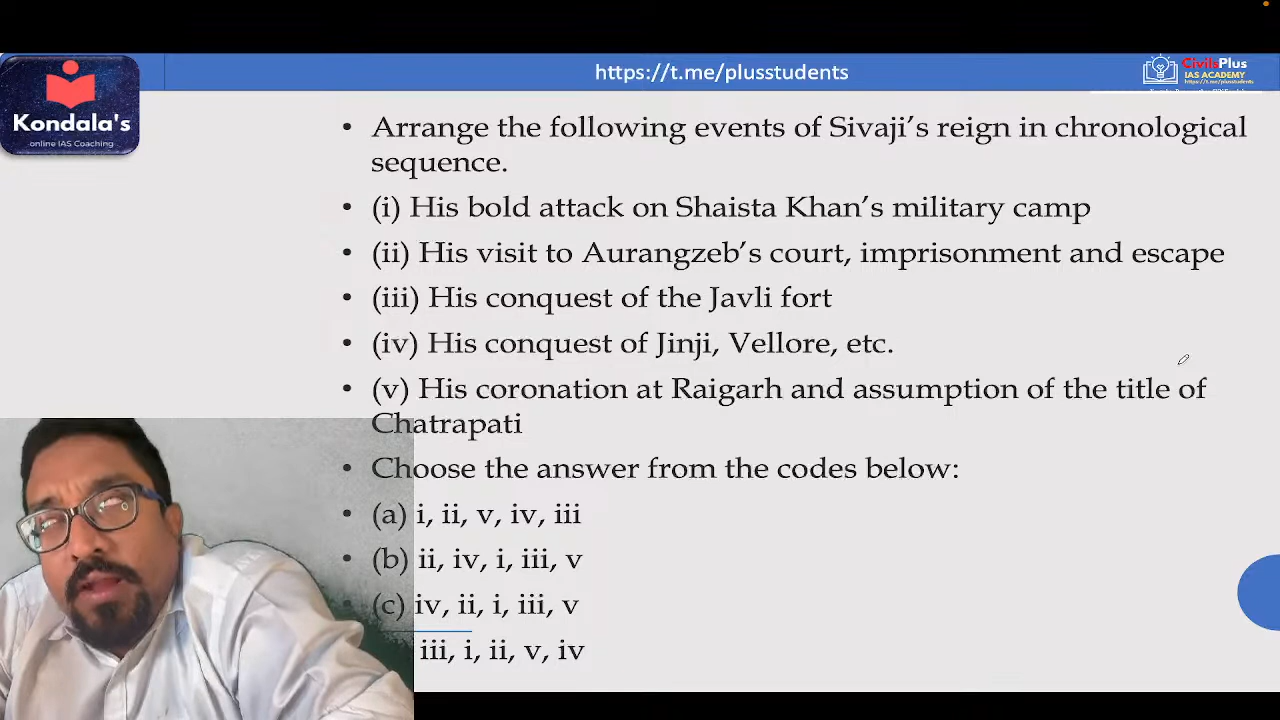 https://t.me/plusstudents
CivilsPlus
IAS ACADEMY
https://t.me/plusstudents
Kondala's
online IAS Coaching
• Arrange the following events of Sivaji’s reign in chronological
sequence.
• (i) His bold attack on Shaista Khan’s military camp
• (ii) His visit to Aurangzeb’s court, imprisonment and escape
• (iii) His conquest of the Javli fort
• (iv) His conquest of Jinji, Vellore, etc.
• (v) His coronation at Raigarh and assumption of the title of
Chatrapati
• Choose the answer from the codes below:
• (a) i, ii, v, iv, iii
• (b) ii, iv, i, iii, v
• (c) iv, ii, i, iii, v
iii, i, ii, v, iv